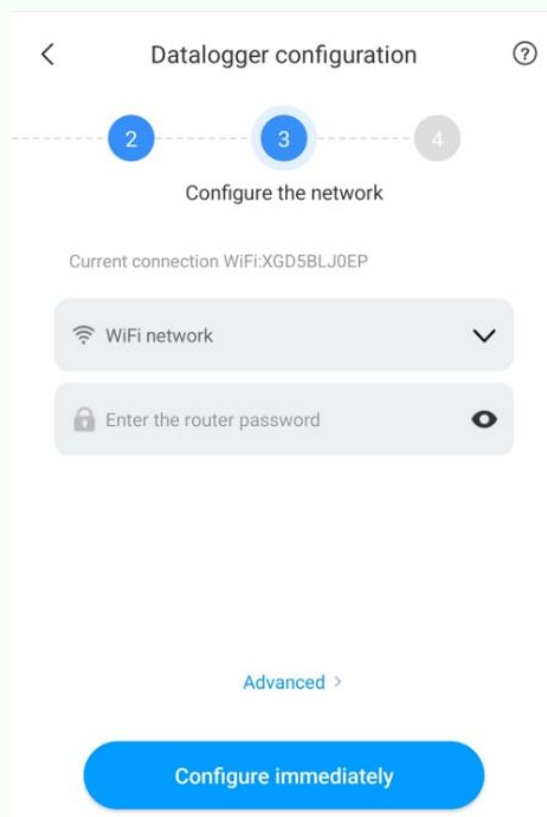 Datalogger configuration
2
3
4
Configure the network
Current connection WiFi:XGD5BLJ0EP
WiFi network
Enter the router password
Advanced >
Configure immediately